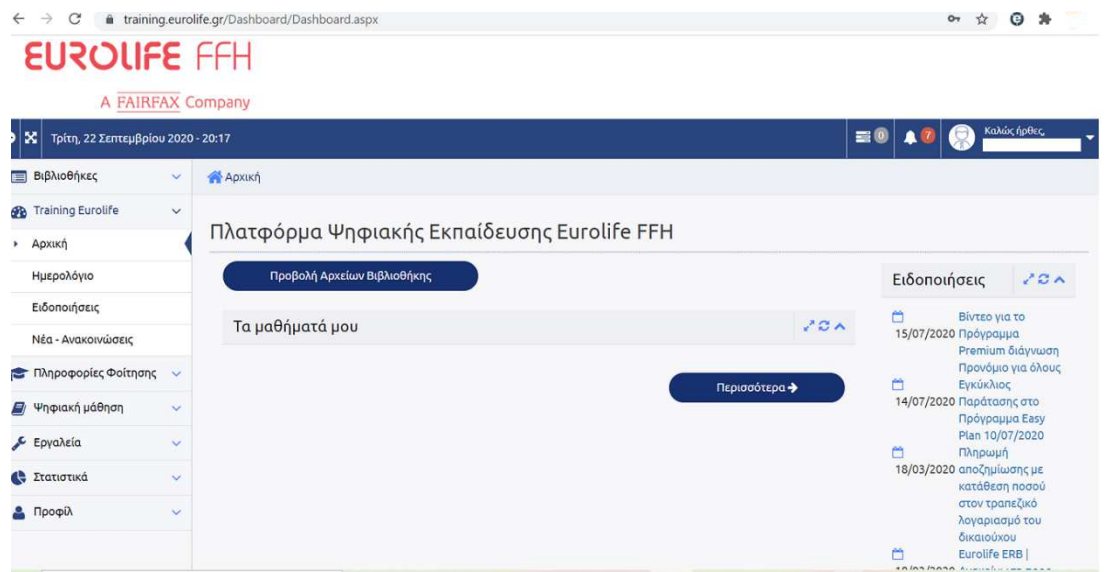 training.eurolife.gr/Dashboard/Dashboard.aspx
EUROLIFE FFH
A FAIRFAX Company
Τρίτη, 22 Σεπτεμβρίου 2020 - 20:17
0
7
Καλώς ήρθες,
Βιβλιοθήκες
Training Eurolife
Αρχική
Ημερολόγιο
Ειδοποιήσεις
Νέα - Ανακοινώσεις
Πληροφορίες Φοίτησης
Ψηφιακή μάθηση
Εργαλεία
Στατιστικά
Προφίλ
Αρχική
Πλατφόρμα Ψηφιακής Εκπαίδευσης Eurolife FFH
Προβολή Αρχείων Βιβλιοθήκης
Τα μαθήματά μου
Περισσότερα
Ειδοποιήσεις
15/07/2020
Βίντεο για το
Πρόγραμμα
Premium διάγνωση
Προνόμιο για όλους
14/07/2020
Εγκύκλιος
Παράτασης στο
Πρόγραμμα Easy
Plan 10/07/2020
18/03/2020
Πληρωμή
αποζημίωσης με
κατάθεση ποσού
στον τραπεζικό
λογαριασμό του
δικαιούχου
Eurolife ERB |